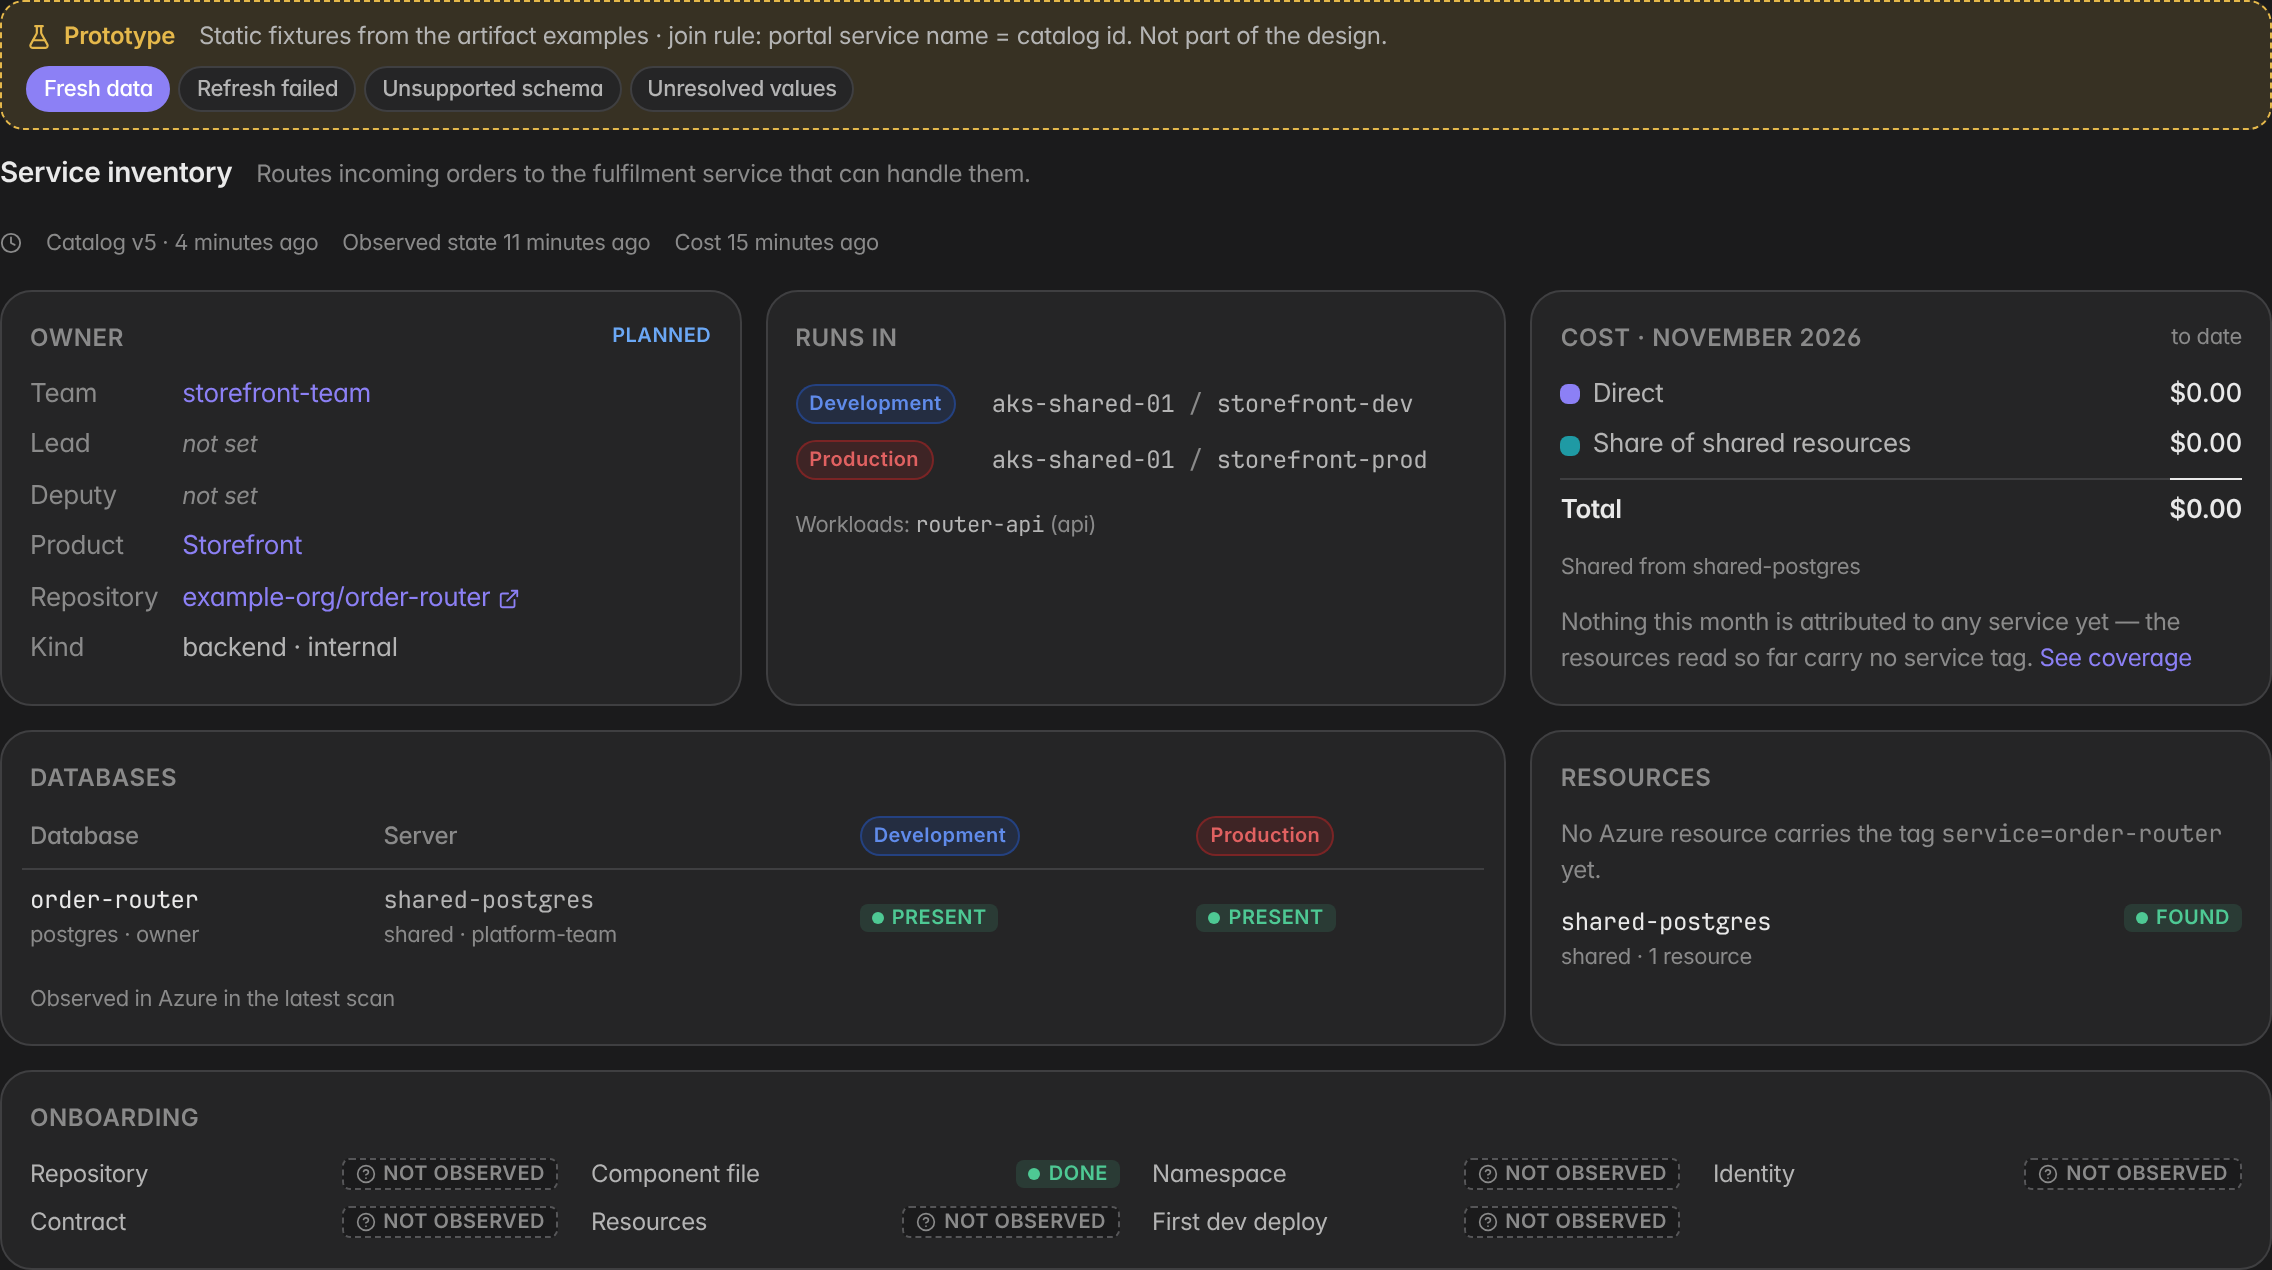 Prototype Static fixtures from the artifact examples · join rule: portal service name = catalog id. Not part of the design.
Fresh data Refresh failed Unsupported schema Unresolved values
Service inventory Routes incoming orders to the fulfilment service that can handle them.
Catalog v5 · 4 minutes ago Observed state 11 minutes ago Cost 15 minutes ago
OWNER PLANNED
Team storefront-team
Lead not set
Deputy not set
Product Storefront
Repository example-org/order-router
Kind backend · internal
RUNS IN
Development aks-shared-01 / storefront-dev
Production aks-shared-01 / storefront-prod
Workloads: router-api (api)
COST · NOVEMBER 2026 to date
Direct $0.00
Share of shared resources $0.00
Total $0.00
Shared from shared-postgres
Nothing this month is attributed to any service yet — the
resources read so far carry no service tag. See coverage
DATABASES
Database Server Development Production
order-router shared-postgres PRESENT PRESENT
postgres · owner shared · platform-team
Observed in Azure in the latest scan
RESOURCES
No Azure resource carries the tag service=order-router
yet.
shared-postgres FOUND
shared · 1 resource
ONBOARDING
Repository NOT OBSERVED Component file DONE Namespace NOT OBSERVED Identity NOT OBSERVED
Contract NOT OBSERVED Resources NOT OBSERVED First dev deploy NOT OBSERVED